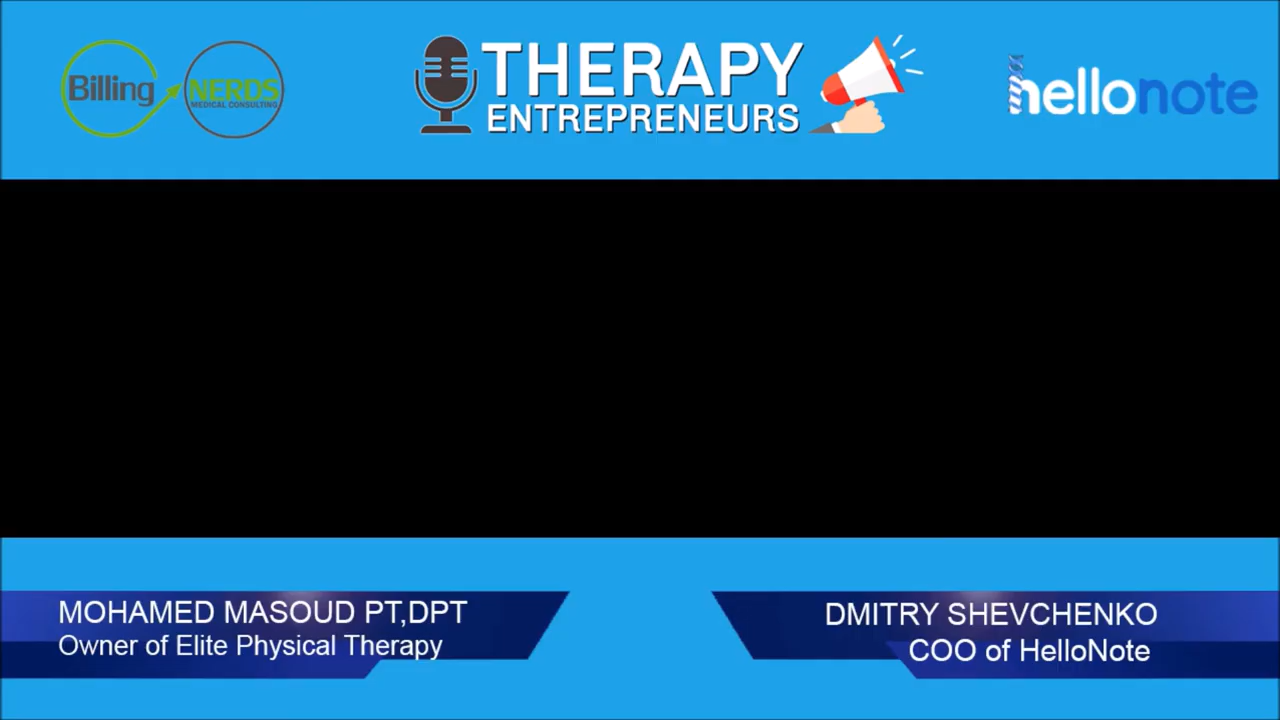 Billing NERDS
MEDICAL CONSULTING
THERAPY
ENTREPRENEURS
hellonote
MOHAMED MASOUD PT,DPT
Owner of Elite Physical Therapy
DMITRY SHEVCHENKO
COO of HelloNote